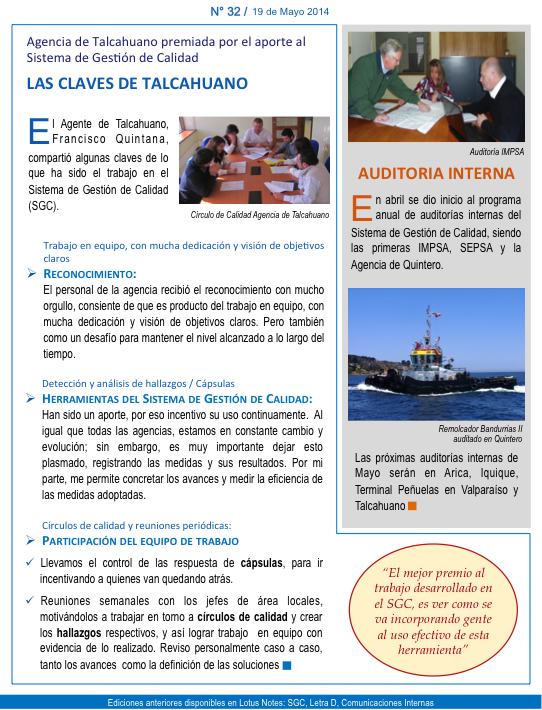 N° 32 / 19 de Mayo 2014
Agencia de Talcahuano premiada por el aporte al
Sistema de Gestión de Calidad
LAS CLAVES DE TALCAHUANO
El Agente de Talcahuano,
Francisco Quintana,
compartió algunas claves de lo
que ha sido el trabajo en el
Sistema de Gestión de Calidad
(SGC).
Círculo de Calidad Agencia de Talcahuano
Trabajo en equipo, con mucha dedicación y visión de objetivos
claros
RECONOCIMIENTO:
El personal de la agencia recibió el reconocimiento con mucho
orgullo, consiente de que es producto del trabajo en equipo, con
mucha dedicación y visión de objetivos claros. Pero también
como un desafío para mantener el nivel alcanzado a lo largo del
tiempo.
Detección y análisis de hallazgos / Cápsulas
HERRAMIENTAS DEL SISTEMA DE GESTIÓN DE CALIDAD:
Han sido un aporte, por eso incentivo su uso continuamente. Al
igual que todas las agencias, estamos en constante cambio y
evolución; sin embargo, es muy importante dejar esto
plasmado, registrando las medidas y sus resultados. Por mi
parte, me permite concretar los avances y medir la eficiencia de
las medidas adoptadas.
Círculos de calidad y reuniones periódicas:
PARTICIPACIÓN DEL EQUIPO DE TRABAJO
Llevamos el control de las respuesta de cápsulas, para ir
incentivando a quienes van quedando atrás.
Reuniones semanales con los jefes de área locales,
motivándolos a trabajar en torno a círculos de calidad y crear
los hallazgos respectivos, y así lograr trabajo en equipo con
evidencia de lo realizado. Reviso personalmente caso a caso,
tanto los avances como la definición de las soluciones
Auditoría IMPSA
AUDITORIA INTERNA
En abril se dio inicio al programa
anual de auditorías internas del
Sistema de Gestión de Calidad, siendo
las primeras IMPSA, SEPSA y la
Agencia de Quintero.
Remolcador Bandurrias II
auditado en Quintero
Las próximas auditorías internas de
Mayo serán en Arica, Iquique,
Terminal Peñuelas en Valparaíso y
Talcahuano
“El mejor premio al
trabajo desarrollado en
el SGC, es ver como se
va incorporando gente
al uso efectivo de esta
herramienta”
Ediciones anteriores disponibles en Lotus Notes: SGC, Letra D, Comunicaciones Internas